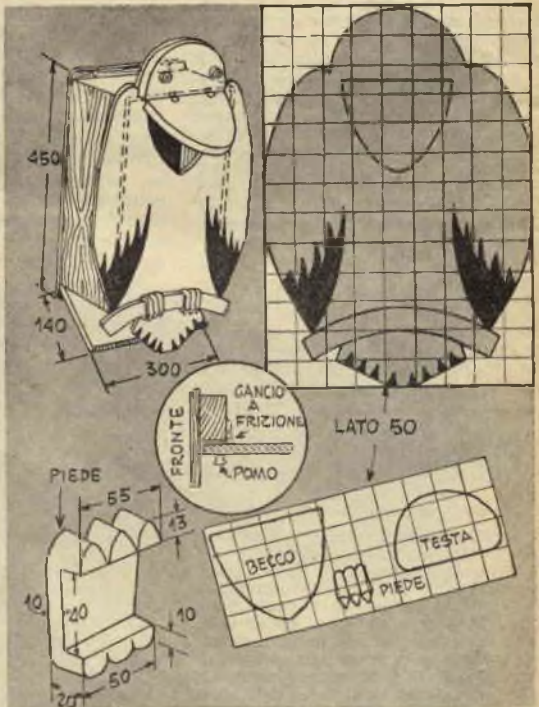 450
140
300
FRONTE
GANCIO
A
FRIZIONE
POMO
LATO 50
PIEDE
55
13
10
40
10
50
20
BECCO
PIEDE
TESTA